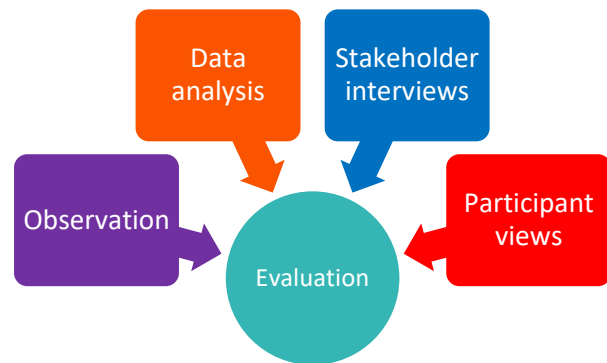 Data
analysis
Stakeholder
interviews
Observation
Participant
views
Evaluation